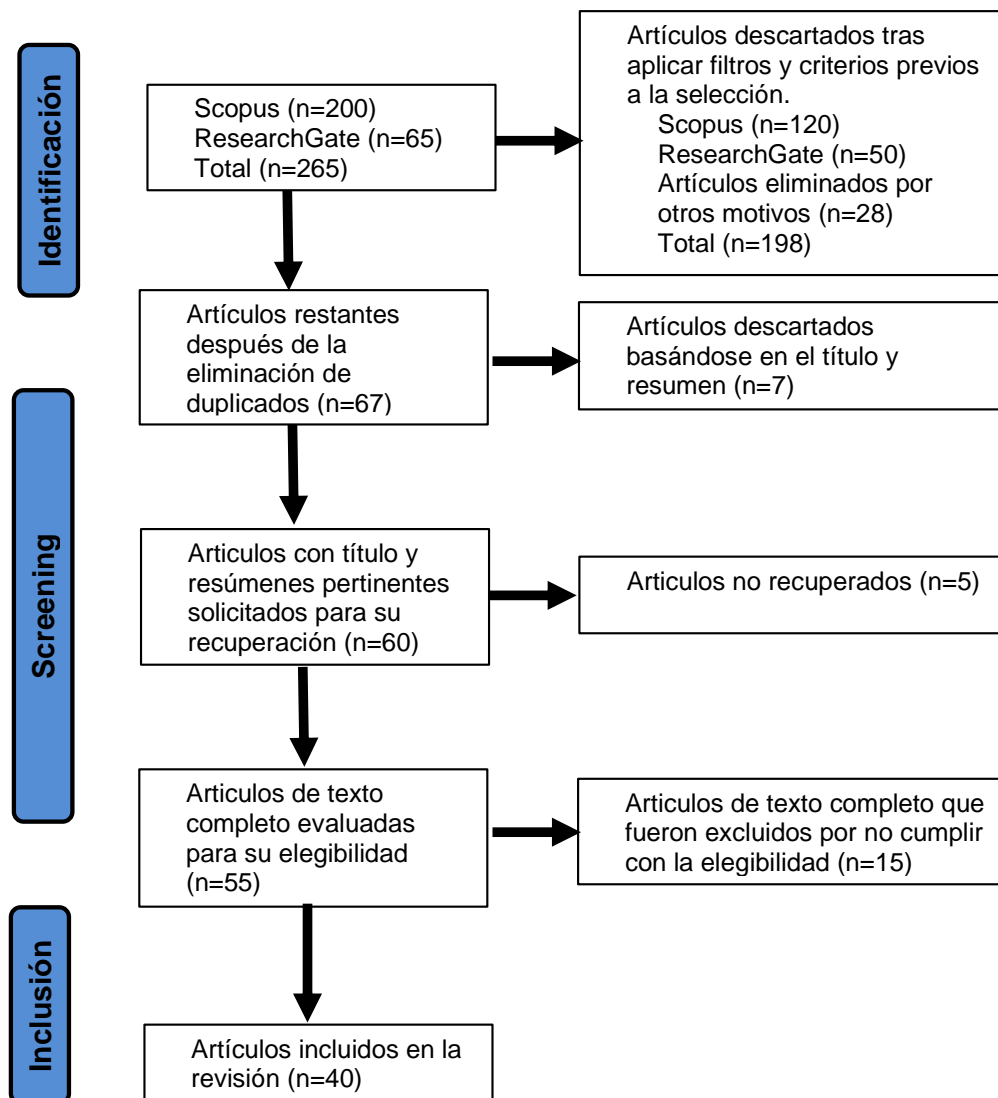 Identificación
Scopus (n=200)
ResearchGate (n=65)
Total (n=265)
Artículos descartados tras
aplicar filtros y criterios previos
a la selección.
Scopus (n=120)
ResearchGate (n=50)
Artículos eliminados por
otros motivos (n=28)
Total (n=198)
Screening
Artículos restantes
después de la
eliminación de
duplicados (n=67)
Artículos descartados
basándose en el título y
resumen (n=7)
Articulos con título y
resúmenes pertinentes
solicitados para su
recuperación (n=60)
Articulos no recuperados (n=5)
Articulos de texto
completo evaluadas
para su elegibilidad
(n=55)
Articulos de texto completo que
fueron excluidos por no cumplir
con la elegibilidad (n=15)
Inclusión
Artículos incluidos en la
revisión (n=40)